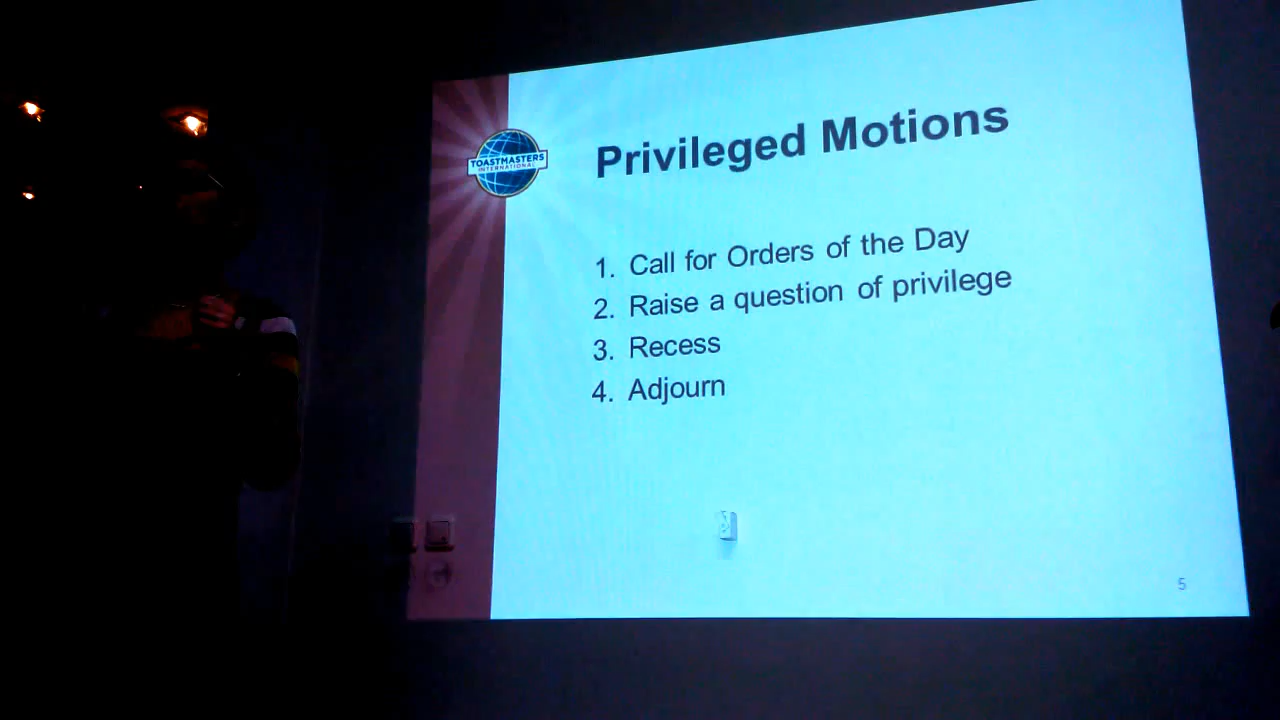 TOASTMASTERS
INTERNATIONAL
Privileged Motions
1. Call for Orders of the Day
2. Raise a question of privilege
3. Recess
4. Adjourn
5